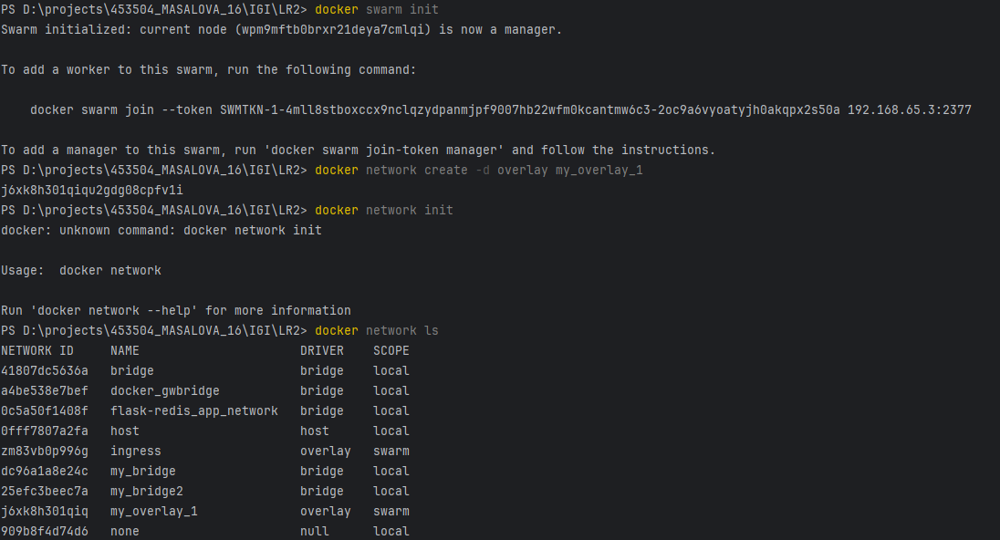 PS D:\projects\453504_MASALOVA_16\IGI\LR2> docker swarm init
Swarm initialized: current node (wpm9mftb0brxr21deya7cmlqi) is now a manager.
To add a worker to this swarm, run the following command:
docker swarm join --token SWMTKN-1-4mll8stboxccx9nclqzydpanmjpf9007hb22wfm0kcantmw6c3-2oc9a6vyoatyjh0akqpx2s50a 192.168.65.3:2377
To add a manager to this swarm, run 'docker swarm join-token manager' and follow the instructions.
PS D:\projects\453504_MASALOVA_16\IGI\LR2> docker network create -d overlay my_overlay_1
j6xk8h301qiqu2gdg08cpfv1i
PS D:\projects\453504_MASALOVA_16\IGI\LR2> docker network init
docker: unknown command: docker network init
Usage:  docker network
Run 'docker network --help' for more information
PS D:\projects\453504_MASALOVA_16\IGI\LR2> docker network ls
NETWORK ID     NAME                      DRIVER    SCOPE
41807dc5636a   bridge                    bridge    local
a4be538e7bef   docker_gwbridge           bridge    local
0c5a50f1408f   flask-redis_app_network   bridge    local
0fff7807a2fa   host                      host      local
zm83vb0p996g   ingress                   overlay   swarm
dc96a1a8e24c   my_bridge                 bridge    local
25efc3beec7a   my_bridge2                bridge    local
j6xk8h301qiq   my_overlay_1              overlay   swarm
909b8f4d74d6   none                      null      local